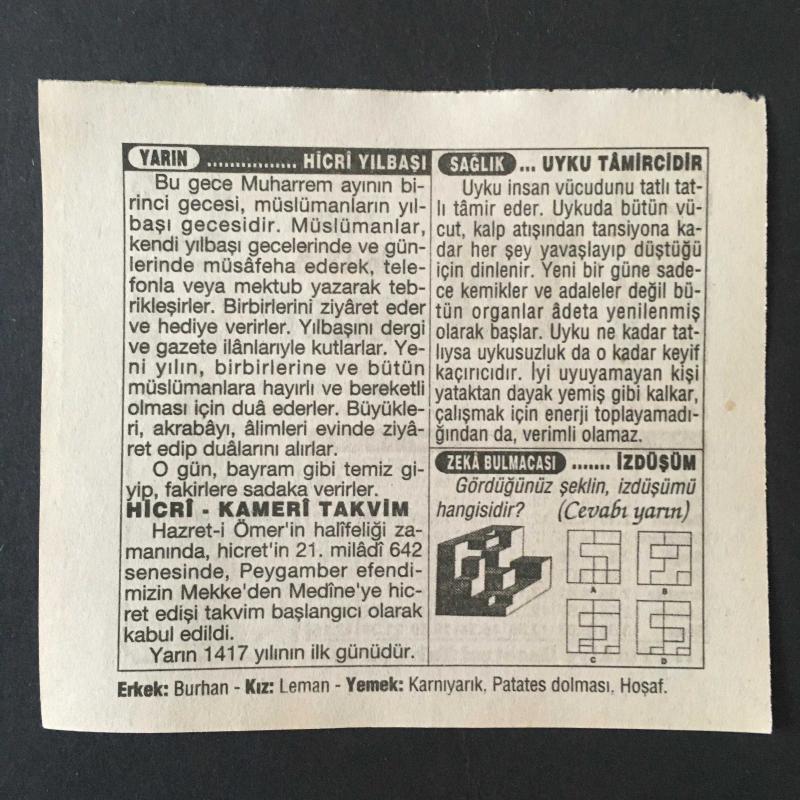 YARIN ................ HİCRÎ YILBAŞI
Bu gece Muharrem ayının bi-
rinci gecesi, müslümanların yıl-
başı gecesidir. Müslümanlar,
kendi yılbaşı gecelerinde ve gün-
lerinde müsâfeha ederek, tele-
fonla veya mektub yazarak teb-
rikleşirler. Birbirlerini ziyâret eder
ve hediye verirler. Yılbaşını dergi
ve gazete ilânlarıyle kutlarlar. Ye-
ni yılın, birbirlerine ve bütün
müslümanlara hayırlı ve bereketli
olması için duâ ederler. Büyükle-
ri, akrabâyı, âlimleri evinde ziyâ-
ret edip duâlarını alırlar.
O gün, bayram gibi temiz gi-
yip, fakirlere sadaka verirler.
HİCRÎ - KAMERÎ TAKVİM
Hazret-i Ömer'in halîfeliği za-
manında, hicret'in 21. milâdî 642
senesinde, Peygamber efendi-
mizin Mekke'den Medîne'ye hic-
ret edişi takvim başlangıcı olarak
kabul edildi.
Yarın 1417 yılının ilk günüdür.
SAĞLIK ... UYKU TÂMİRCİDİR
Uyku insan vücudunu tatlı tat-
lı tâmir eder. Uykuda bütün vü-
cut, kalp atışından tansiyona ka-
dar her şey yavaşlayıp düştüğü
için dinlenir. Yeni bir güne sade-
ce kemikler ve adaleler değil bü-
tün organlar âdeta yenilenmiş
olarak başlar. Uyku ne kadar tat-
lıysa uykusuzluk da o kadar keyif
kaçırıcıdır. İyi uyuyamayan kişi
yataktan dayak yemiş gibi kalkar,
çalışmak için enerji toplayamadı-
ğından da, verimli olamaz.
ZEKÂ BULMACASI ....... İZDÜŞÜM
Gördüğünüz şeklin, izdüşümü
hangisidir? (Cevabı yarın)
A B
C D
Erkek: Burhan - Kız: Leman - Yemek: Karnıyarık, Patates dolması, Hoşaf.